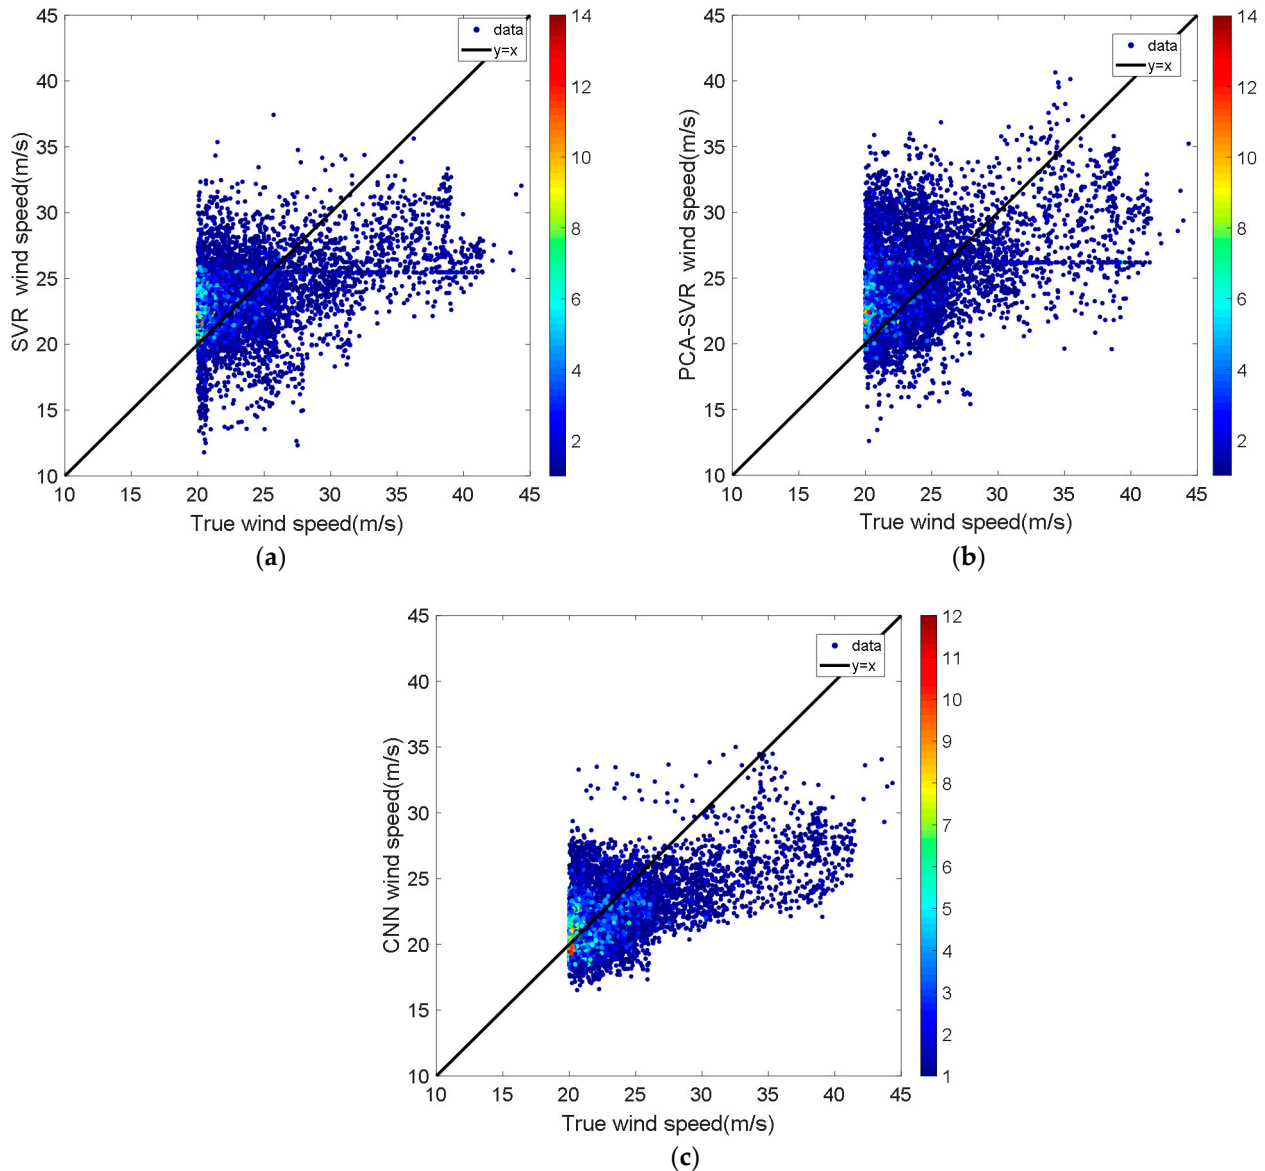 45
40
35
30
25
20
15
10
10 15 20 25 30 35 40 45
SVR wind speed(m/s)
True wind speed(m/s)
data
y=x
14
12
10
8
6
4
2
(a)
45
40
35
30
25
20
15
10
10 15 20 25 30 35 40 45
PCA-SVR wind speed(m/s)
True wind speed(m/s)
data
y=x
14
12
10
8
6
4
2
(b)
45
40
35
30
25
20
15
10
10 15 20 25 30 35 40 45
CNN wind speed(m/s)
True wind speed(m/s)
data
y=x
12
11
10
9
8
7
6
5
4
3
2
1
(c)